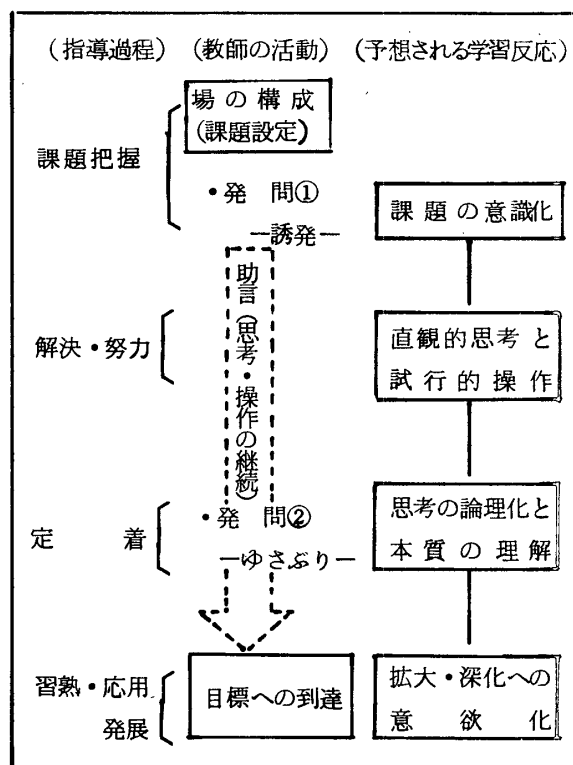 (指導過程) (教師の活動) (予想される学習反応)
場の構成
(課題設定)
課題把握
・発 問①
―誘発―
課題の意識化
助言(思考・操作の継続)
解決・努力
直観的思考と
試行的操作
定 着
・発 問②
―ゆさぶり―
思考の論理化と
本質の理解
習熟・応用
発展
目標への到達
拡大・深化への
意 欲 化